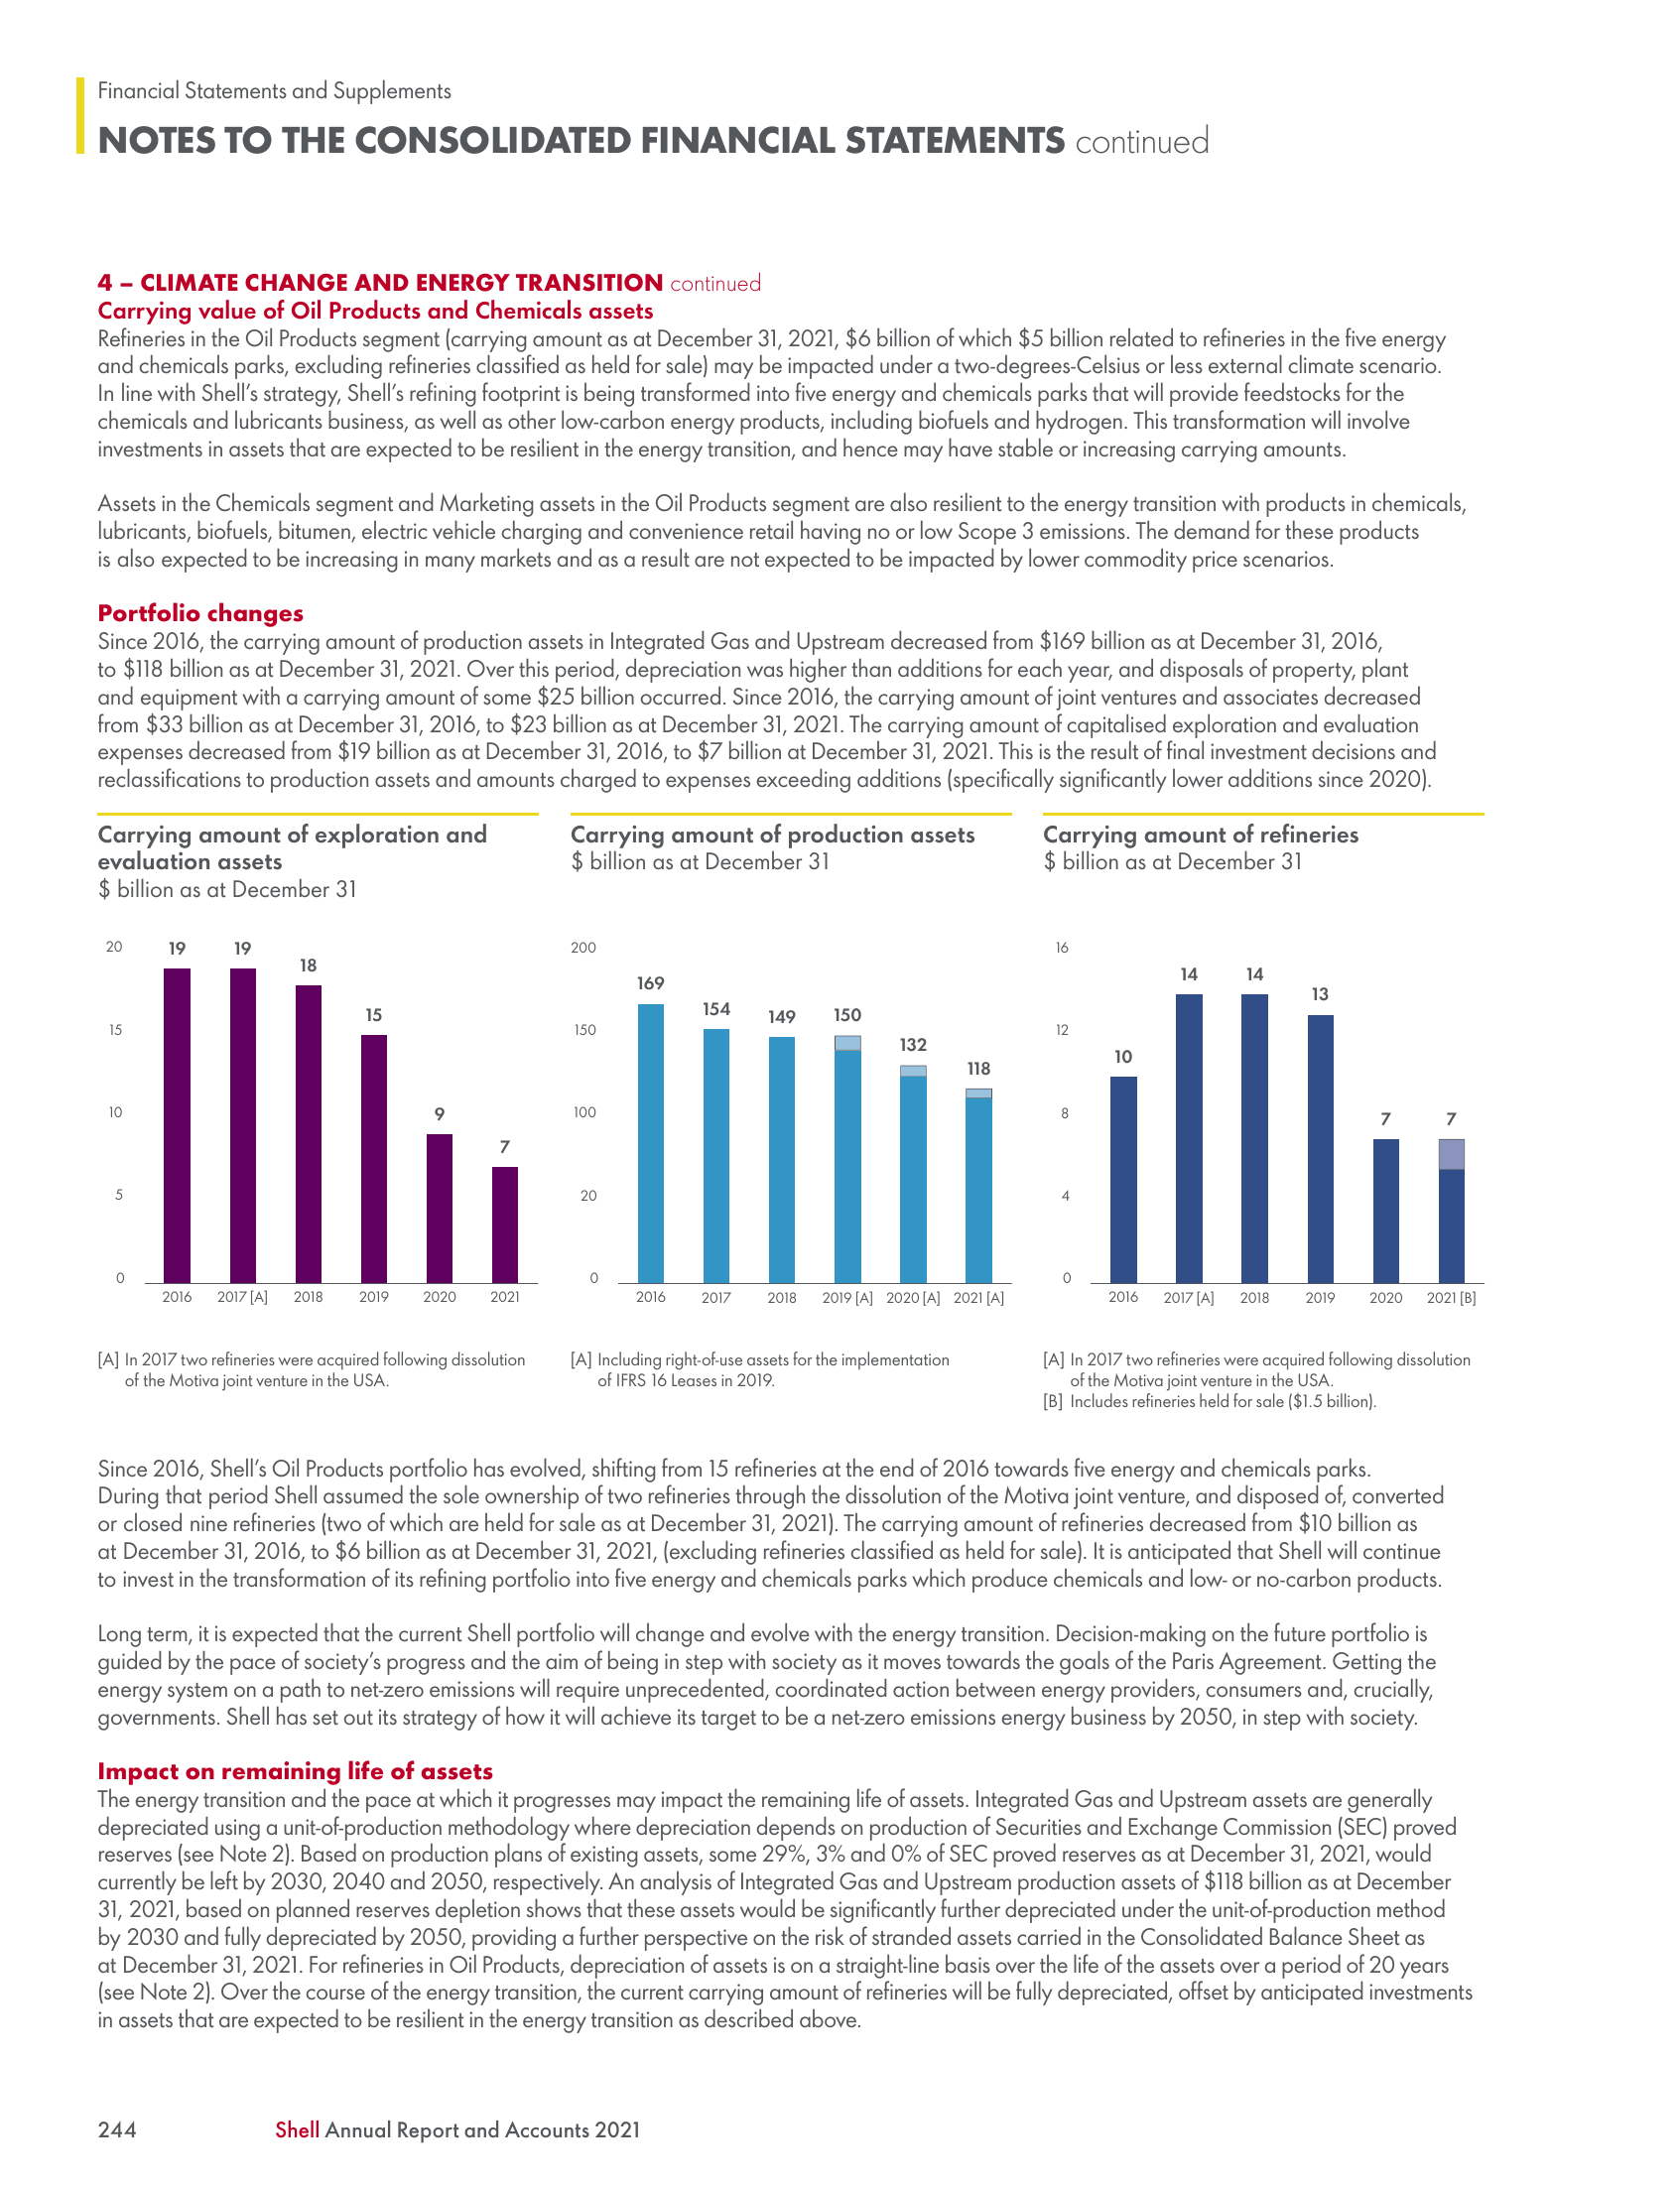 Financial Statements and Supplements
NOTES TO THE CONSOLIDATED FINANCIAL STATEMENTS continued
4 – CLIMATE CHANGE AND ENERGY TRANSITION continued
Carrying value of Oil Products and Chemicals assets
Refineries in the Oil Products segment (carrying amount as at December 31, 2021, $6 billion of which $5 billion related to refineries in the five energy
and chemicals parks, excluding refineries classified as held for sale) may be impacted under a two-degrees-Celsius or less external climate scenario.
In line with Shell's strategy, Shell's refining footprint is being transformed into five energy and chemicals parks that will provide feedstocks for the
chemicals and lubricants business, as well as other low-carbon energy products, including biofuels and hydrogen. This transformation will involve
investments in assets that are expected to be resilient in the energy transition, and hence may have stable or increasing carrying amounts.
Assets in the Chemicals segment and Marketing assets in the Oil Products segment are also resilient to the energy transition with products in chemicals,
lubricants, biofuels, bitumen, electric vehicle charging and convenience retail having no or low Scope 3 emissions. The demand for these products
is also expected to be increasing in many markets and as a result are not expected to be impacted by lower commodity price scenarios.
Portfolio changes
Since 2016, the carrying amount of production assets in Integrated Gas and Upstream decreased from $169 billion as at December 31, 2016,
to $118 billion as at December 31, 2021. Over this period, depreciation was higher than additions for each year, and disposals of property, plant
and equipment with a carrying amount of some $25 billion occurred. Since 2016, the carrying amount of joint ventures and associates decreased
from $33 billion as at December 31, 2016, to $23 billion as at December 31, 2021. The carrying amount of capitalised exploration and evaluation
expenses decreased from $19 billion as at December 31, 2016, to $7 billion at December 31, 2021. This is the result of final investment decisions and
reclassifications to production assets and amounts charged to expenses exceeding additions (specifically significantly lower additions since 2020).
Carrying amount of exploration and
evaluation assets
$ billion as at December 31
20
15
10
5
0
19
19
18
15
9
7
2016 2017 [A] 2018 2019 2020 2021
[A] In 2017 two refineries were acquired following dissolution
of the Motiva joint venture in the USA.
Carrying amount of production assets
$ billion as at December 31
200
150
100
20
0
169
154
149
150
132
118
2016 2017 2018 2019 [A] 2020 [A] 2021 [A]
[A] Including right-of-use assets for the implementation
of IFRS 16 Leases in 2019.
Carrying amount of refineries
$ billion as at December 31
16
12
8
4
0
10
14
14
13
7
7
2016 2017 [A] 2018 2019 2020 2021 [B]
[A] In 2017 two refineries were acquired following dissolution
of the Motiva joint venture in the USA.
[B] Includes refineries held for sale ($1.5 billion).
Since 2016, Shell's Oil Products portfolio has evolved, shifting from 15 refineries at the end of 2016 towards five energy and chemicals parks.
During that period Shell assumed the sole ownership of two refineries through the dissolution of the Motiva joint venture, and disposed of, converted
or closed nine refineries (two of which are held for sale as at December 31, 2021). The carrying amount of refineries decreased from $10 billion as
at December 31, 2016, to $6 billion as at December 31, 2021, (excluding refineries classified as held for sale). It is anticipated that Shell will continue
to invest in the transformation of its refining portfolio into five energy and chemicals parks which produce chemicals and low- or no-carbon products.
Long term, it is expected that the current Shell portfolio will change and evolve with the energy transition. Decision-making on the future portfolio is
guided by the pace of society's progress and the aim of being in step with society as it moves towards the goals of the Paris Agreement. Getting the
energy system on a path to net-zero emissions will require unprecedented, coordinated action between energy providers, consumers and, crucially,
governments. Shell has set out its strategy of how it will achieve its target to be a net-zero emissions energy business by 2050, in step with society.
Impact on remaining life of assets
The energy transition and the pace at which it progresses may impact the remaining life of assets. Integrated Gas and Upstream assets are generally
depreciated using a unit-of-production methodology where depreciation depends on production of Securities and Exchange Commission (SEC) proved
reserves (see Note 2). Based on production plans of existing assets, some 29%, 3% and 0% of SEC proved reserves as at December 31, 2021, would
currently be left by 2030, 2040 and 2050, respectively. An analysis of Integrated Gas and Upstream production assets of $118 billion as at December
31, 2021, based on planned reserves depletion shows that these assets would be significantly further depreciated under the unit-of-production method
by 2030 and fully depreciated by 2050, providing a further perspective on the risk of stranded assets carried in the Consolidated Balance Sheet as
at December 31, 2021. For refineries in Oil Products, depreciation of assets is on a straight-line basis over the life of the assets over a period of 20 years
(see Note 2). Over the course of the energy transition, the current carrying amount of refineries will be fully depreciated, offset by anticipated investments
in assets that are expected to be resilient in the energy transition as described above.
244 Shell Annual Report and Accounts 2021